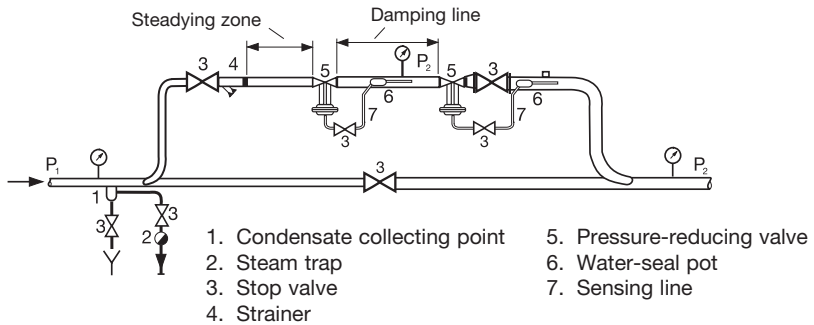 Steadying zone
Damping line
3
4
5
P₂
5
3
6
7
3
6
7
3
P₁
P₂
3
1
3
3
2
1. Condensate collecting point
2. Steam trap
3. Stop valve
4. Strainer
5. Pressure-reducing valve
6. Water-seal pot
7. Sensing line